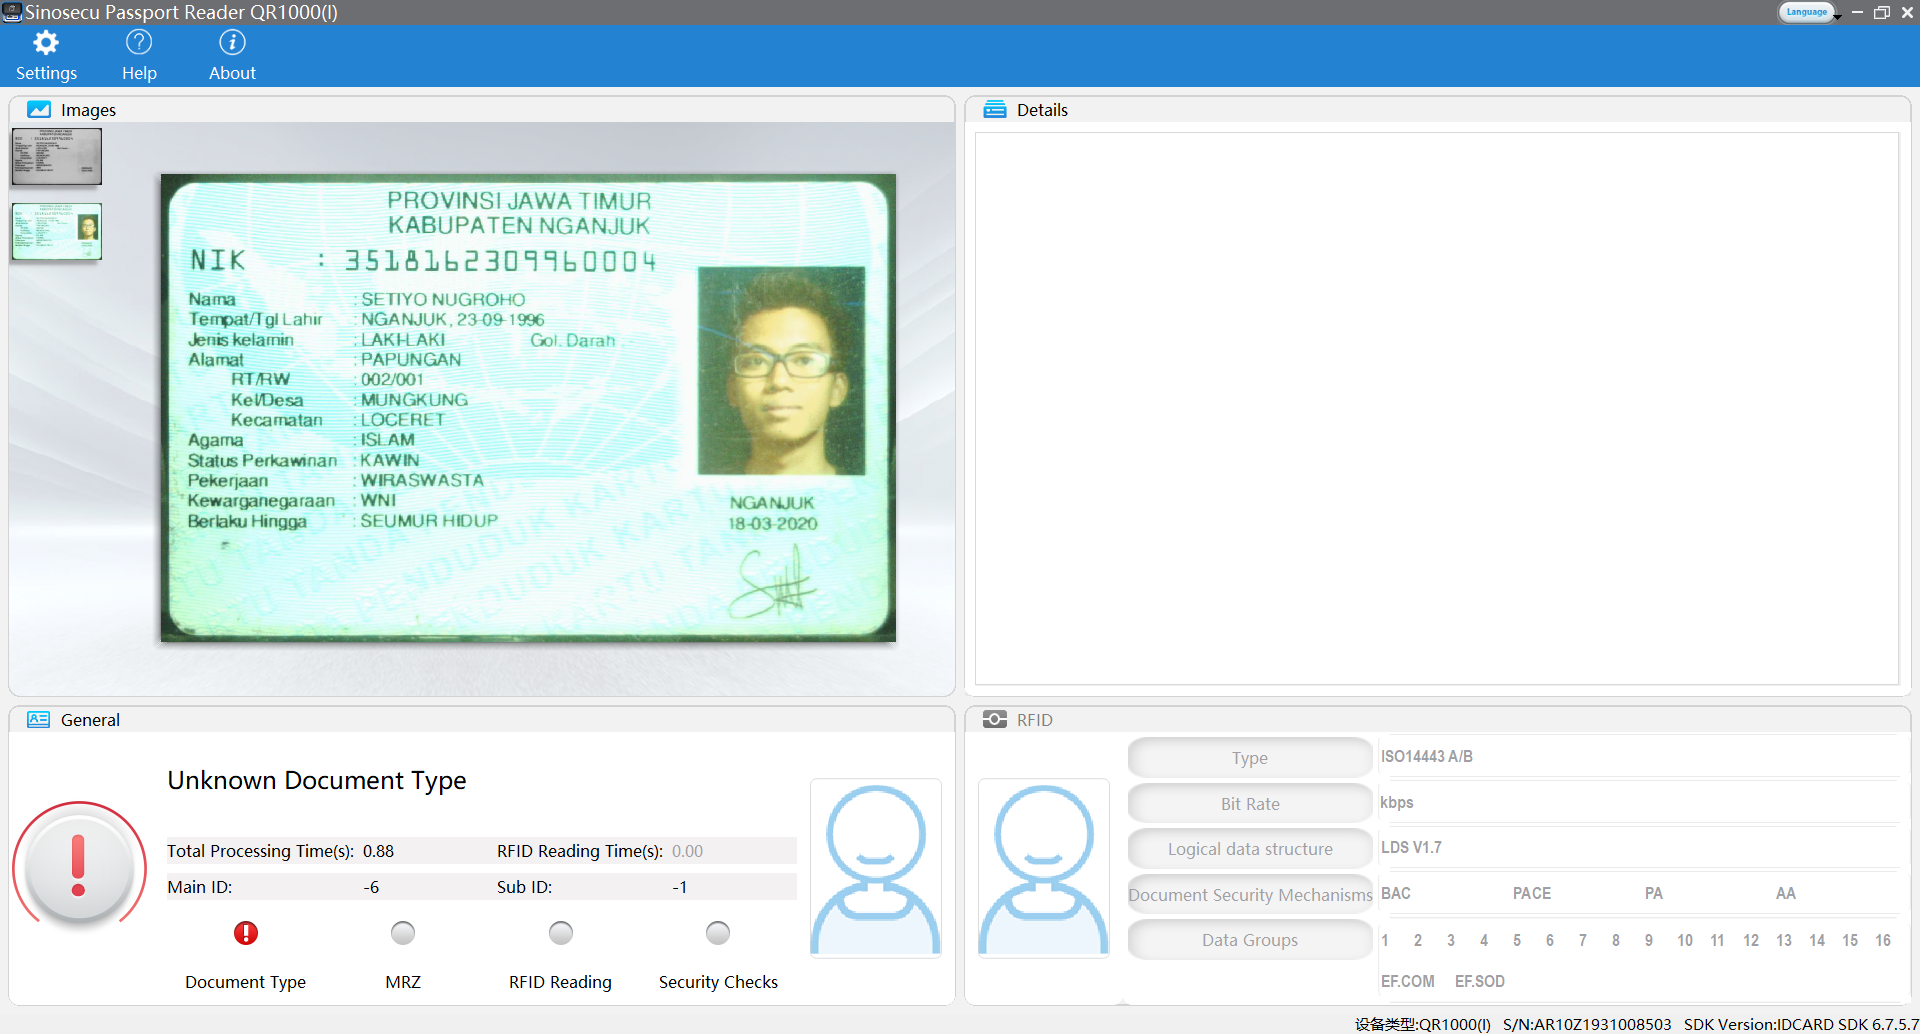 Sinosecu Passport Reader QR1000(I)
Language
Settings
Help
About
Images
PROVINSI JAWA TIMUR
KABUPATEN NGANJUK
NIK : 3518162309960004
Nama : SETIYO NUGROHO
Tempat/Tgl Lahir : NGANJUK, 23-09-1996
Jenis kelamin : LAKI-LAKI Gol. Darah : -
Alamat : PAPUNGAN
RT/RW : 002/001
Kel/Desa : MUNGKUNG
Kecamatan : LOCERET
Agama : ISLAM
Status Perkawinan : KAWIN
Pekerjaan : WIRASWASTA
Kewarganegaraan : WNI
Berlaku Hingga : SEUMUR HIDUP
NGANJUK
18-03-2020
Details
General
Unknown Document Type
Total Processing Time(s): 0.88 RFID Reading Time(s): 0.00
Main ID: -6 Sub ID: -1
Document Type MRZ RFID Reading Security Checks
RFID
Type ISO14443 A/B
Bit Rate kbps
Logical data structure LDS V1.7
Document Security Mechanisms BAC PACE PA AA
Data Groups 1 2 3 4 5 6 7 8 9 10 11 12 13 14 15 16
EF.COM EF.SOD
设备类型:QR1000(I) S/N:AR10Z1931008503 SDK Version:IDCARD SDK 6.7.5.7